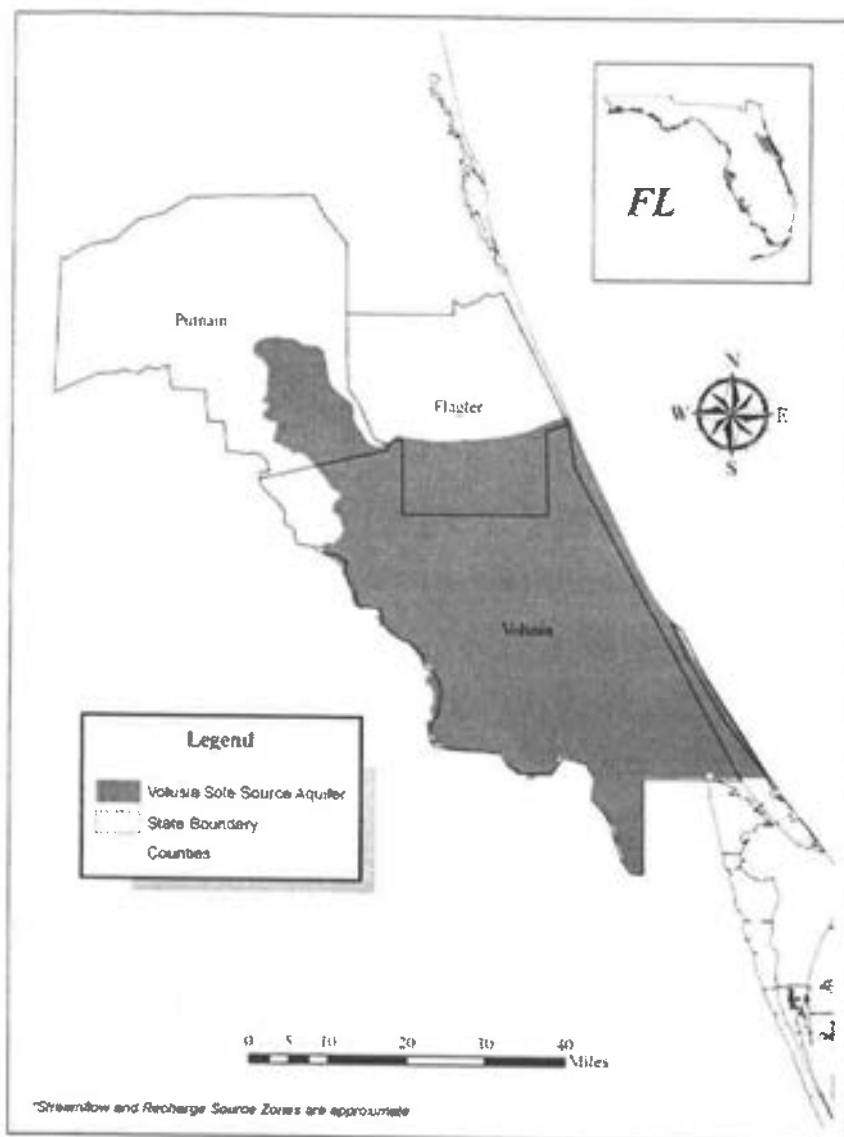 FL
Putnam
Flagler
N
W E
S
Volusia
Legend
Volusia Sole Source Aquifer
State Boundary
Counties
0 5 10 20 30 40
Miles
*Streamflow and Recharge Source Zones are approximate